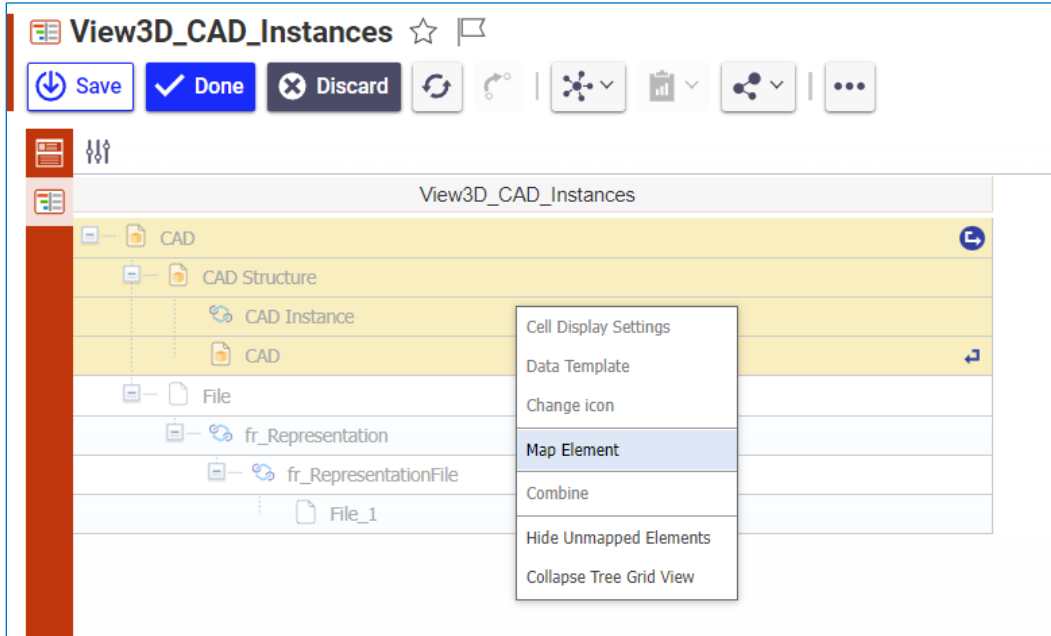 View3D_CAD_Instances
Save Done Discard
View3D_CAD_Instances
CAD
CAD Structure
CAD Instance
CAD
File
fr_Representation
fr_RepresentationFile
File_1
Cell Display Settings
Data Template
Change icon
Map Element
Combine
Hide Unmapped Elements
Collapse Tree Grid View